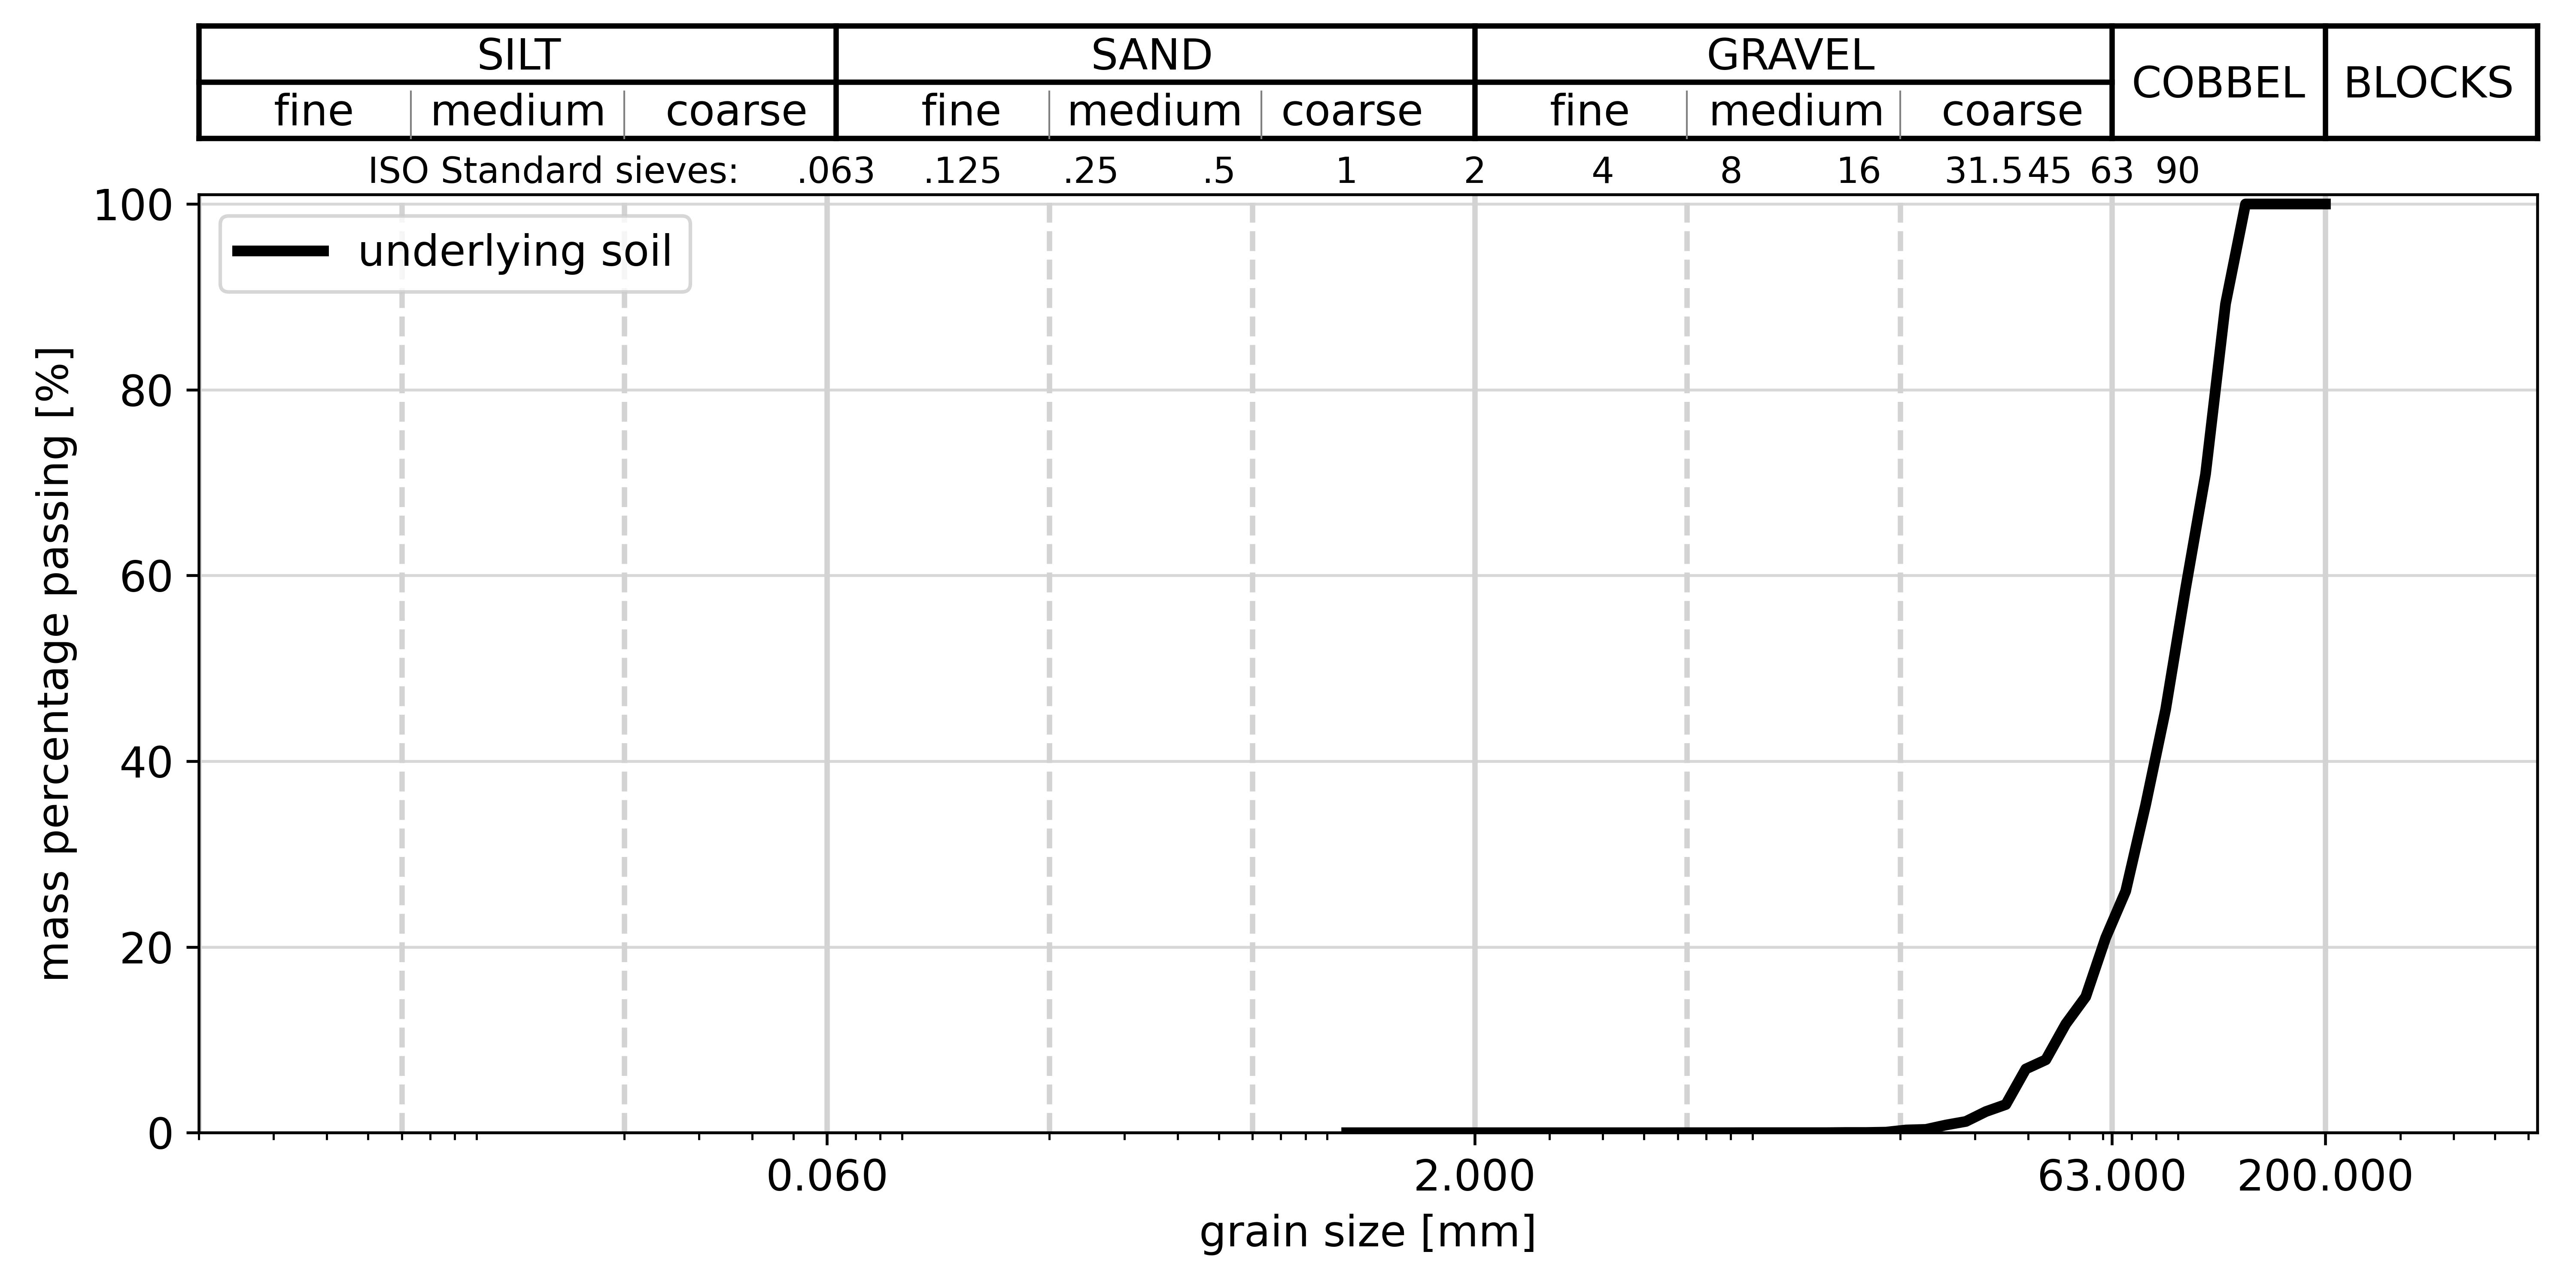 SILT SAND GRAVEL COBBEL BLOCKS
fine medium coarse fine medium coarse fine medium coarse
ISO Standard sieves: .063 .125 .25 .5 1 2 4 8 16 31.5 45 63 90
100
underlying soil
80
60
40
20
0
mass percentage passing [%]
0.060 2.000 63.000 200.000
grain size [mm]